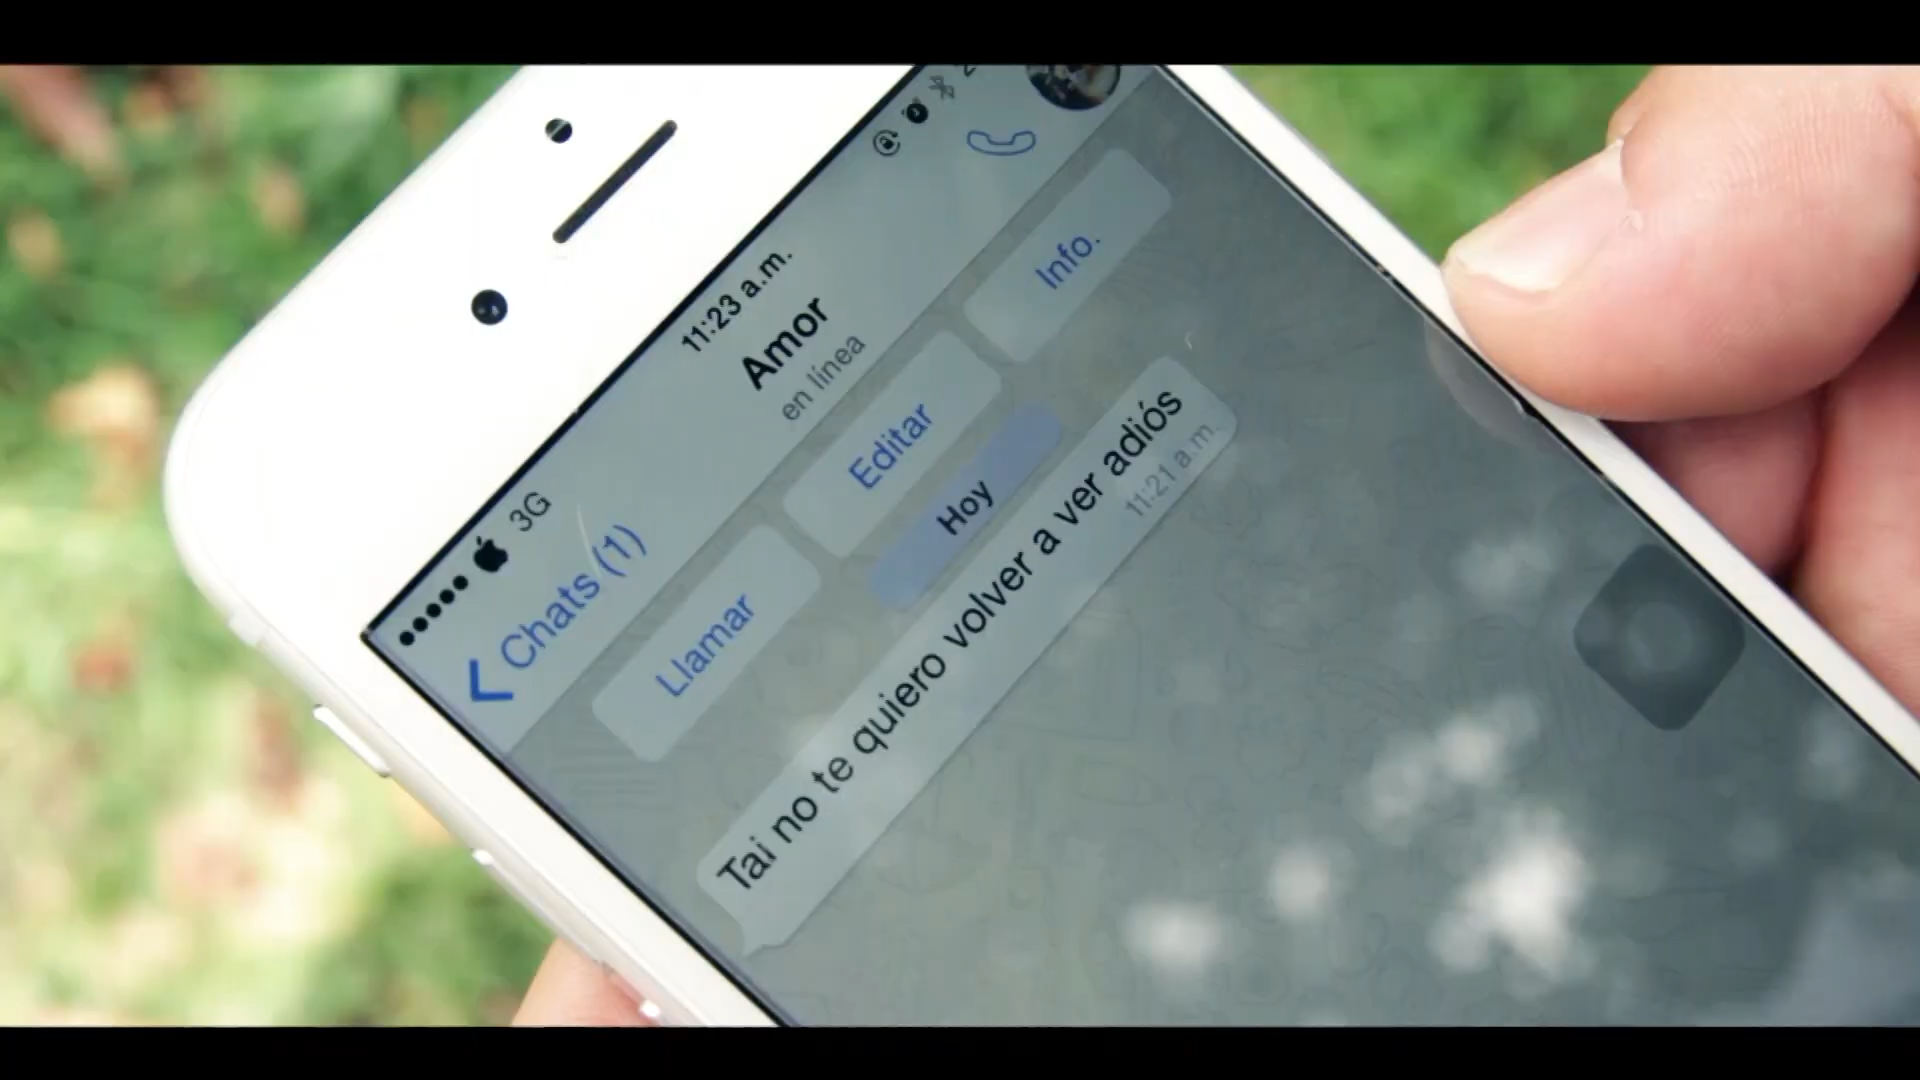 3G
11:23 a.m.
Chats (1)
Amor
en línea
Llamar
Editar
Info.
Hoy
Tai no te quiero volver a ver adiós
11:21 a.m.